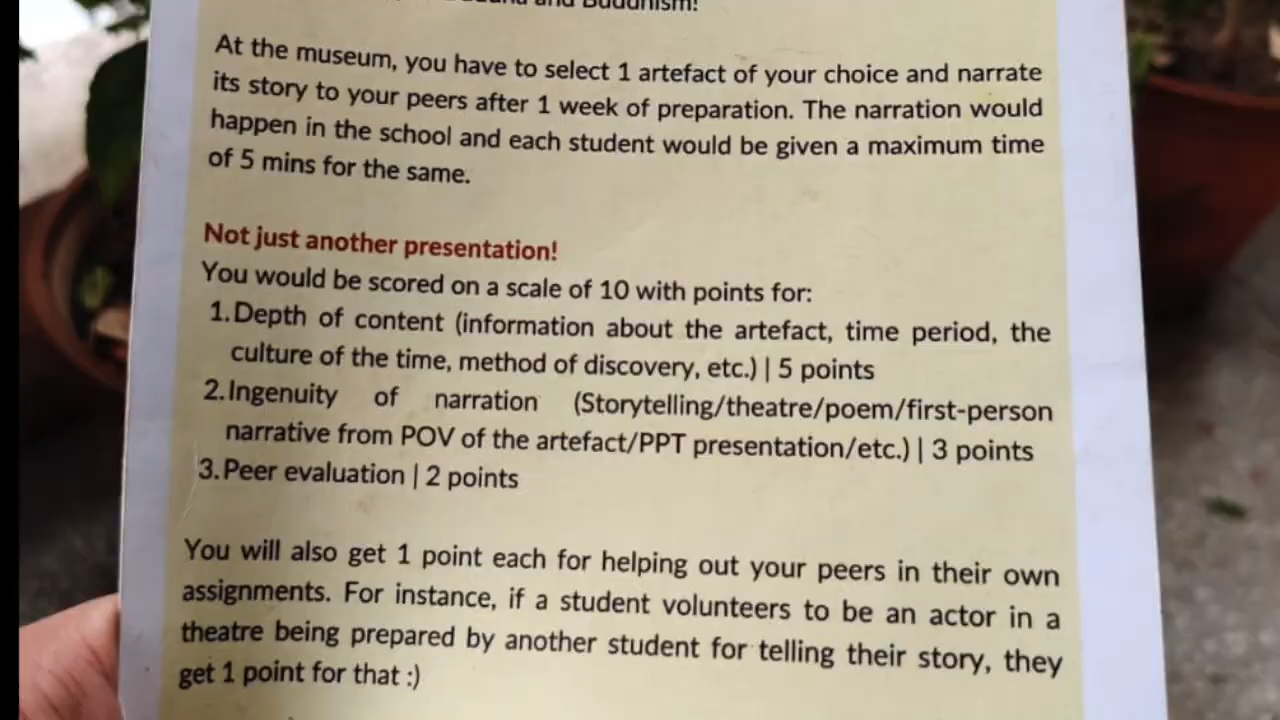 and Buddhism!
At the museum, you have to select 1 artefact of your choice and narrate
its story to your peers after 1 week of preparation. The narration would
happen in the school and each student would be given a maximum time
of 5 mins for the same.
Not just another presentation!
You would be scored on a scale of 10 with points for:
1.Depth of content (information about the artefact, time period, the
culture of the time, method of discovery, etc.) | 5 points
2.Ingenuity of narration (Storytelling/theatre/poem/first-person
narrative from POV of the artefact/PPT presentation/etc.) | 3 points
3.Peer evaluation | 2 points
You will also get 1 point each for helping out your peers in their own
assignments. For instance, if a student volunteers to be an actor in a
theatre being prepared by another student for telling their story, they
get 1 point for that :)